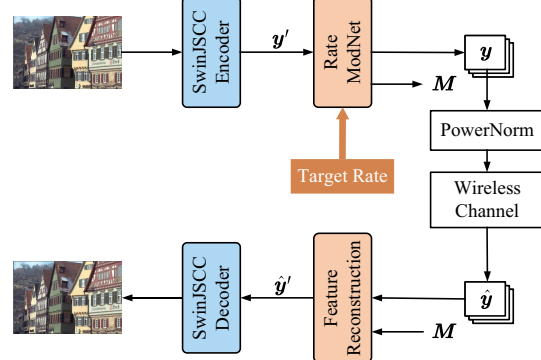 SwinJSCC
Encoder
y′
Rate
ModNet
y
M
PowerNorm
Target Rate
Wireless
Channel
SwinJSCC
Decoder
ŷ′
Feature
Reconstruction
ŷ
M